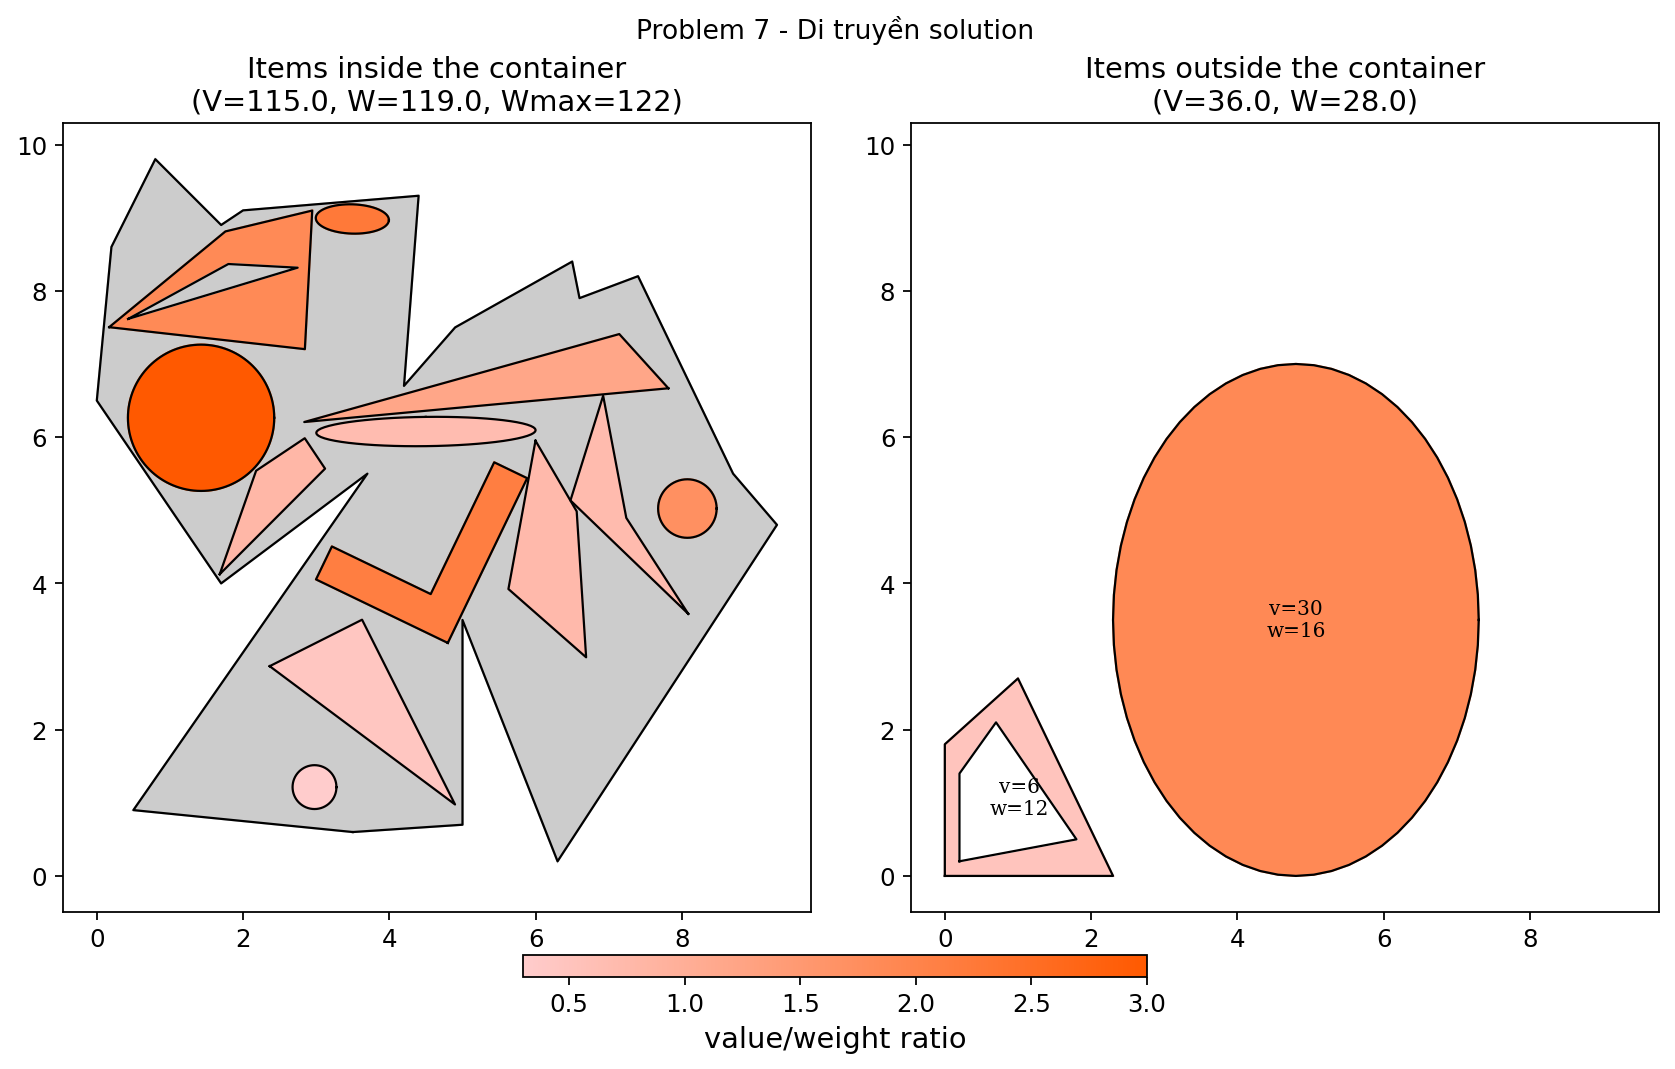 Problem 7 - Di truyền solution
Items inside the container
(V=115.0, W=119.0, Wmax=122)
Items outside the container
(V=36.0, W=28.0)
10
8
6
4
2
0
0 2 4 6 8
10
8
6
4
2
0
v=30
w=16
v=6
w=12
0 2 4 6 8
0.5 1.0 1.5 2.0 2.5 3.0
value/weight ratio